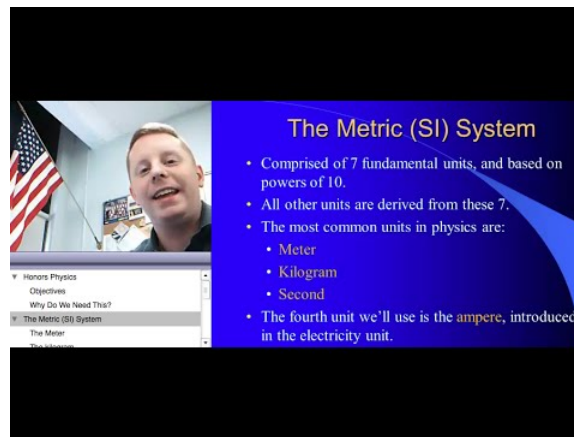 The Metric (SI) System
• Comprised of 7 fundamental units, and based on
powers of 10.
• All other units are derived from these 7.
• The most common units in physics are:
• Meter
• Kilogram
• Second
• The fourth unit we'll use is the ampere, introduced
in the electricity unit.
Honors Physics
Objectives
Why Do We Need This?
The Metric (SI) System
The Meter
The kilogram